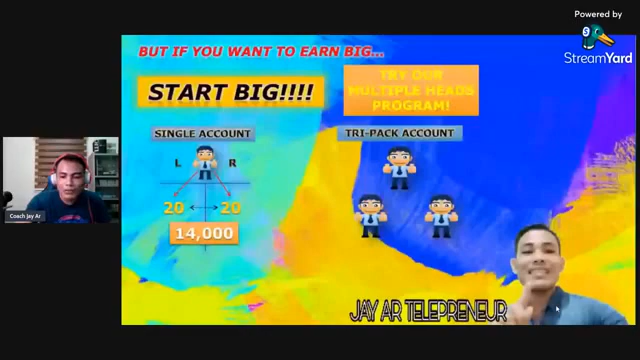 Powered by
StreamYard
BUT IF YOU WANT TO EARN BIG...
START BIG!!!!
TRY OUR
MULTIPLE HEADS
PROGRAM!
SINGLE ACCOUNT
TRI-PACK ACCOUNT
L R
20 20
14,000
Coach Jay Ar
JAY AR TELEPRENEUR